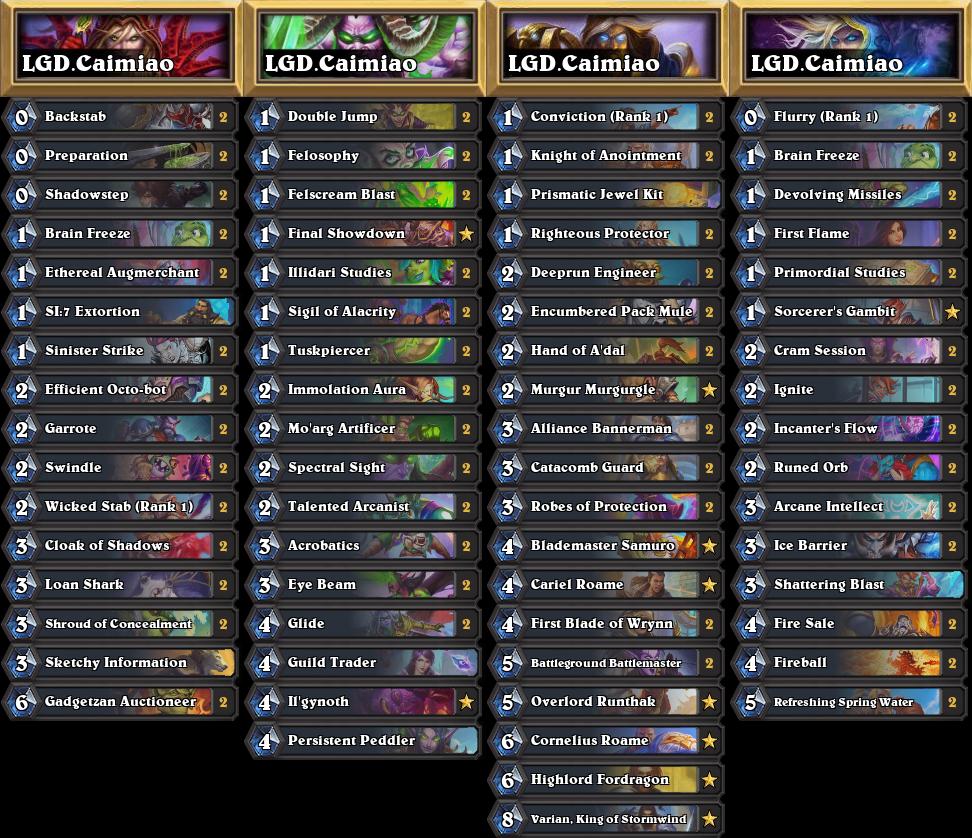 LGD.Caimiao
0 Backstab 2
0 Preparation 2
0 Shadowstep 2
1 Brain Freeze 2
1 Ethereal Augmerchant 2
1 SI:7 Extortion
1 Sinister Strike 2
2 Efficient Octo-bot 2
2 Garrote 2
2 Swindle 2
2 Wicked Stab (Rank 1) 2
3 Cloak of Shadows 2
3 Loan Shark 2
3 Shroud of Concealment 2
3 Sketchy Information
6 Gadgetzan Auctioneer 2
LGD.Caimiao
1 Double Jump 2
1 Felosophy 2
1 Felscream Blast 2
1 Final Showdown
1 Illidari Studies 2
1 Sigil of Alacrity 2
1 Tuskpiercer 2
2 Immolation Aura 2
2 Mo'arg Artificer 2
2 Spectral Sight 2
2 Talented Arcanist 2
3 Acrobatics 2
3 Eye Beam 2
4 Glide 2
4 Guild Trader
4 Il'gynoth
4 Persistent Peddler
LGD.Caimiao
1 Conviction (Rank 1) 2
1 Knight of Anointment 2
1 Prismatic Jewel Kit
1 Righteous Protector 2
2 Deeprun Engineer 2
2 Encumbered Pack Mule 2
2 Hand of A'dal 2
2 Murgur Murgurgle
3 Alliance Bannerman 2
3 Catacomb Guard 2
3 Robes of Protection 2
4 Blademaster Samuro
4 Cariel Roame
4 First Blade of Wrynn 2
5 Battleground Battlemaster 2
5 Overlord Runthak
6 Cornelius Roame
6 Highlord Fordragon
8 Varian, King of Stormwind
LGD.Caimiao
0 Flurry (Rank 1) 2
1 Brain Freeze 2
1 Devolving Missiles 2
1 First Flame 2
1 Primordial Studies 2
1 Sorcerer's Gambit
2 Cram Session 2
2 Ignite 2
2 Incanter's Flow 2
2 Runed Orb 2
3 Arcane Intellect 2
3 Ice Barrier 2
3 Shattering Blast
4 Fire Sale 2
4 Fireball 2
5 Refreshing Spring Water 2